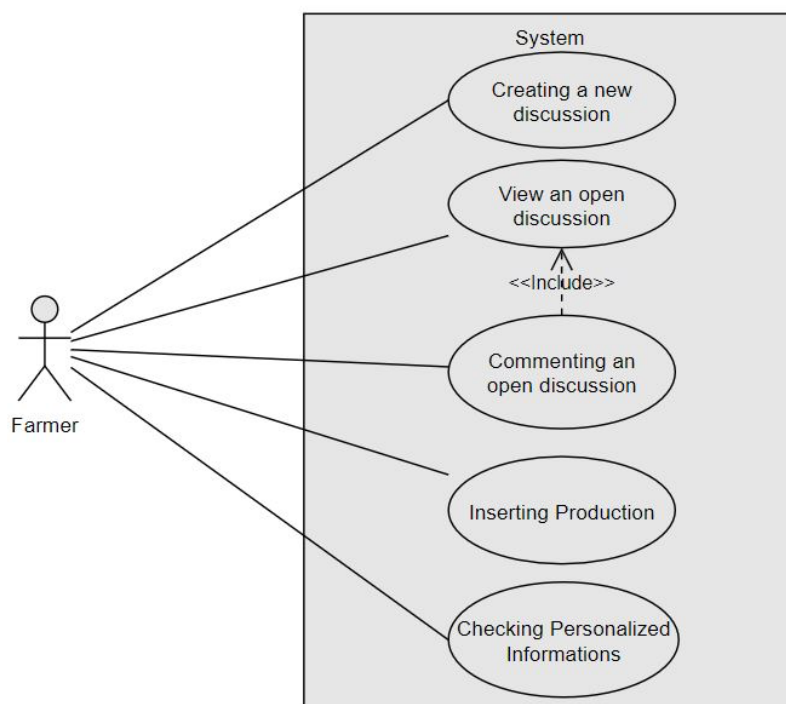 System
Creating a new
discussion
View an open
discussion
<<Include>>
Commenting an
open discussion
Farmer
Inserting Production
Checking Personalized
Informations